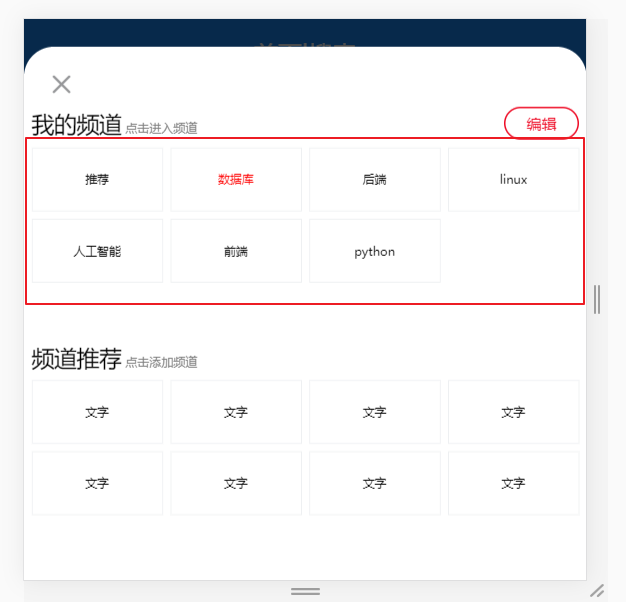 我的频道 点击进入频道 编辑
推荐 数据库 后端 linux
人工智能 前端 python
频道推荐 点击添加频道
文字 文字 文字 文字
文字 文字 文字 文字